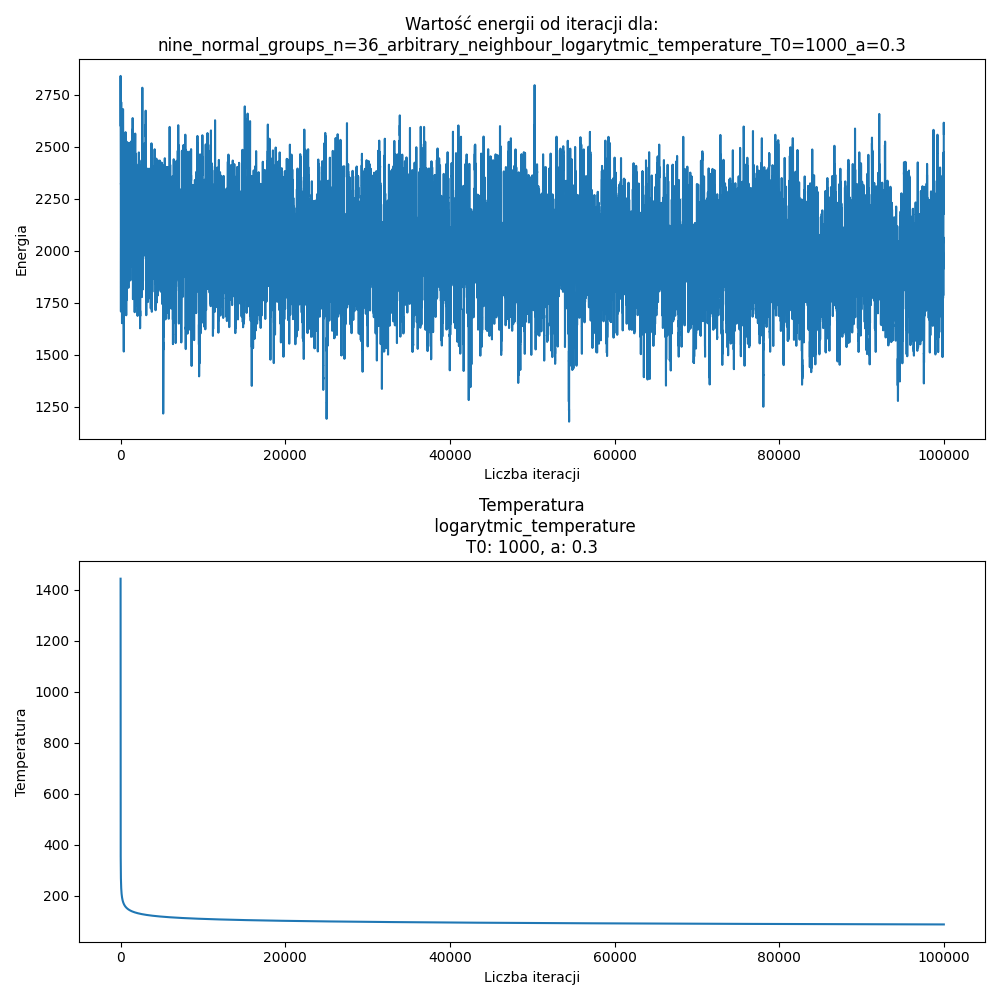 Wartość energii od iteracji dla:
nine_normal_groups_n=36_arbitrary_neighbour_logarytmic_temperature_T0=1000_a=0.3
2750
2500
2250
2000
1750
1500
1250
Energia
0 20000 40000 60000 80000 100000
Liczba iteracji
Temperatura
logarytmic_temperature
T0: 1000, a: 0.3
1400
1200
1000
800
600
400
200
Temperatura
0 20000 40000 60000 80000 100000
Liczba iteracji